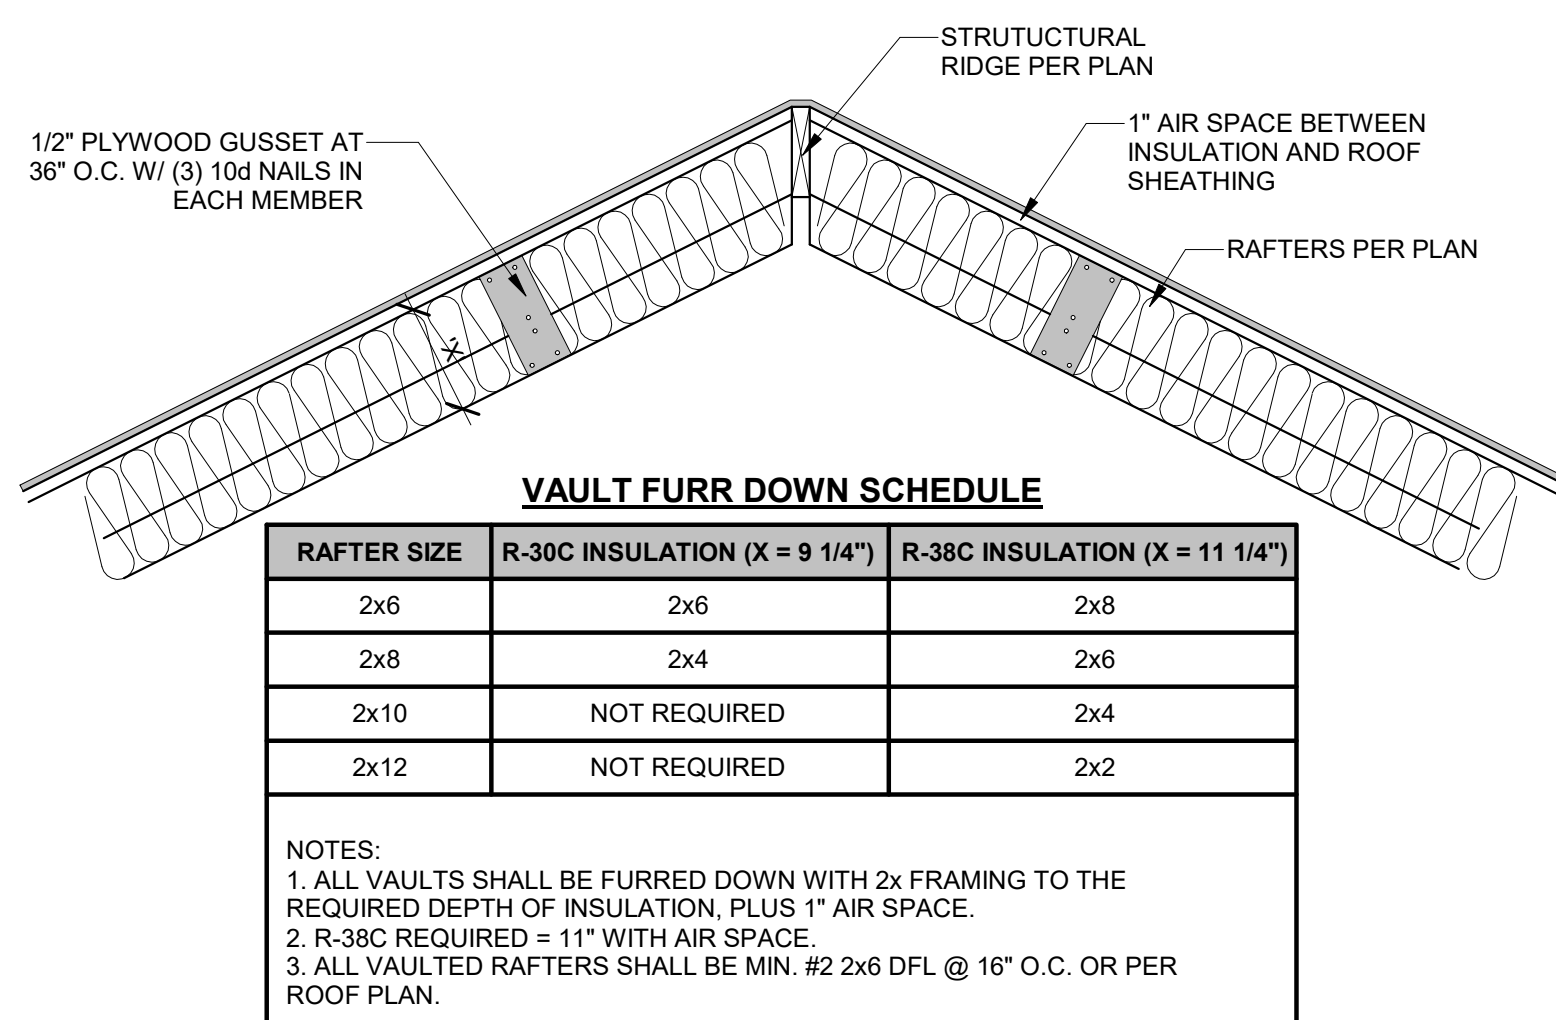 STRUTUCTURAL
RIDGE PER PLAN
1/2" PLYWOOD GUSSET AT
36" O.C. W/ (3) 10d NAILS IN
EACH MEMBER
1" AIR SPACE BETWEEN
INSULATION AND ROOF
SHEATHING
RAFTERS PER PLAN
'X'
VAULT FURR DOWN SCHEDULE
RAFTER SIZE R-30C INSULATION (X = 9 1/4") R-38C INSULATION (X = 11 1/4")
2x6 2x6 2x8
2x8 2x4 2x6
2x10 NOT REQUIRED 2x4
2x12 NOT REQUIRED 2x2
NOTES:
1. ALL VAULTS SHALL BE FURRED DOWN WITH 2x FRAMING TO THE
REQUIRED DEPTH OF INSULATION, PLUS 1" AIR SPACE.
2. R-38C REQUIRED = 11" WITH AIR SPACE.
3. ALL VAULTED RAFTERS SHALL BE MIN. #2 2x6 DFL @ 16" O.C. OR PER
ROOF PLAN.